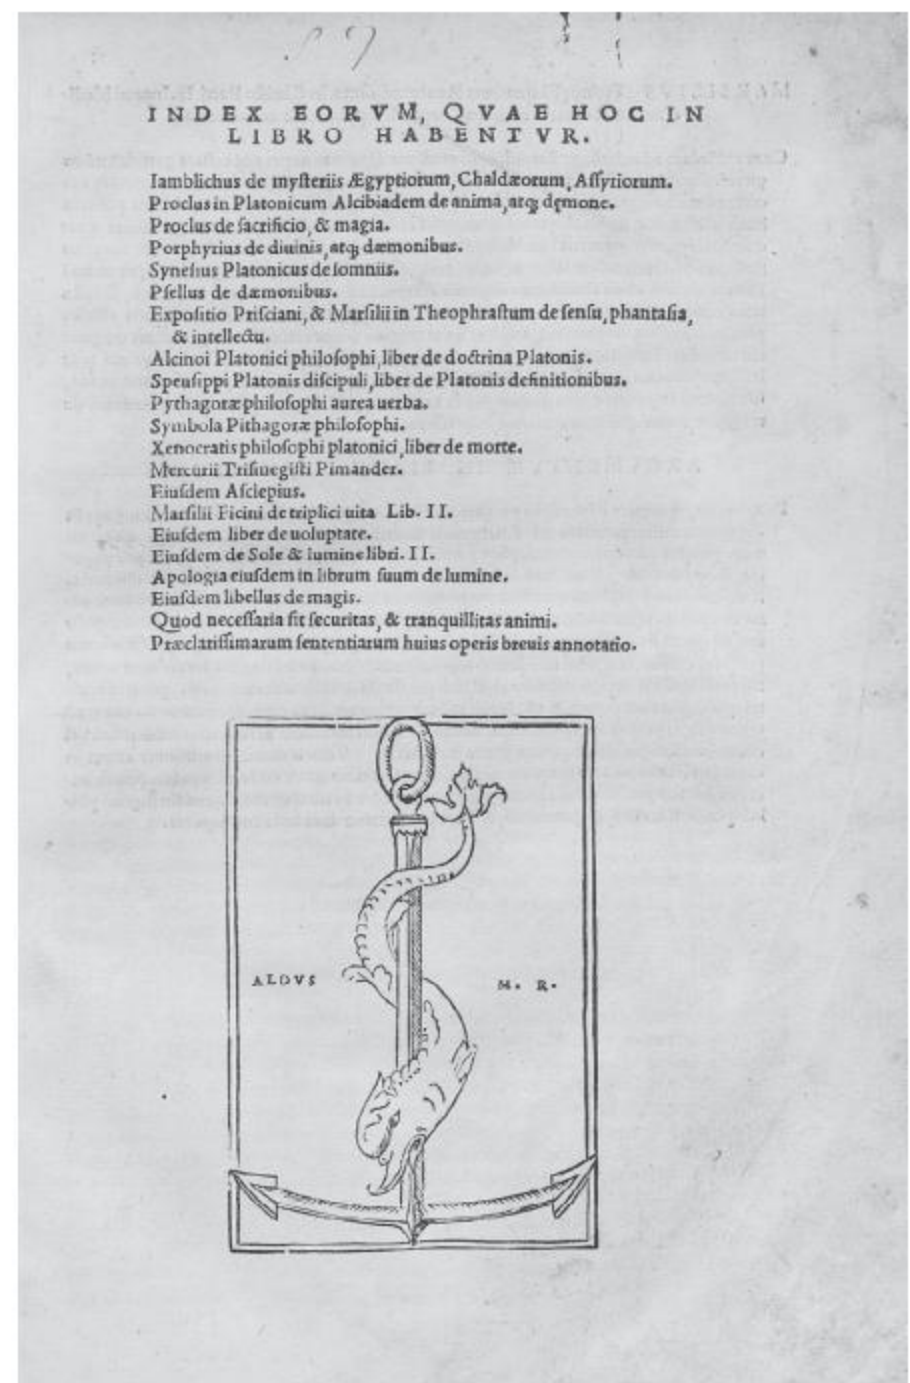 INDEX EORVM, QVAE HOC IN
LIBRO HABENTVR.
Iamblichus de mysteriis Ægyptiorum, Chaldæorum, Assyriorum.
Proclus in Platonicum Alcibiadem de anima, atq; dęmone.
Proclus de sacrificio, & magia.
Porphyrius de diuinis, atq; dæmonibus.
Synesius Platonicus de somniis.
Psellus de dæmonibus.
Expositio Prisciani, & Marsilii in Theophrastum de sensu, phantasia,
& intellectu.
Alcinoi Platonici philosophi, liber de doctrina Platonis.
Speusippi Platonis discipuli, liber de Platonis definitionibus.
Pythagoræ philosophi aurea uerba.
Symbola Pithagoræ philosophi.
Xenocratis philosophi platonici, liber de morte.
Mercurii Trismegisti Pimander.
Eiusdem Asclepius.
Marsilii Ficini de triplici uita Lib. II.
Eiusdem liber de uoluptate.
Eiusdem de Sole & lumine libri. II.
Apologia eiusdem in librum suum de lumine.
Eiusdem libellus de magis.
Quod necessaria sit securitas, & tranquillitas animi.
Præclarissimarum sententiarum huius operis breuis annotatio.
ALDVS M. R.